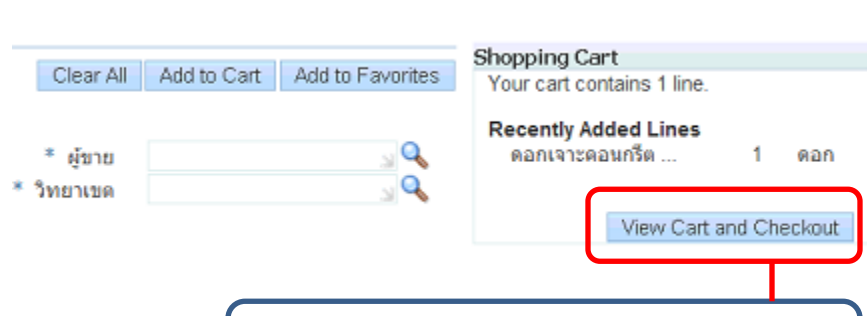 Clear All Add to Cart Add to Favorites
* ผู้ขาย
* วิทยาเขต
Shopping Cart
Your cart contains 1 line.
Recently Added Lines
ดอกเจาะคอนกรีต ... 1 ดอก
View Cart and Checkout